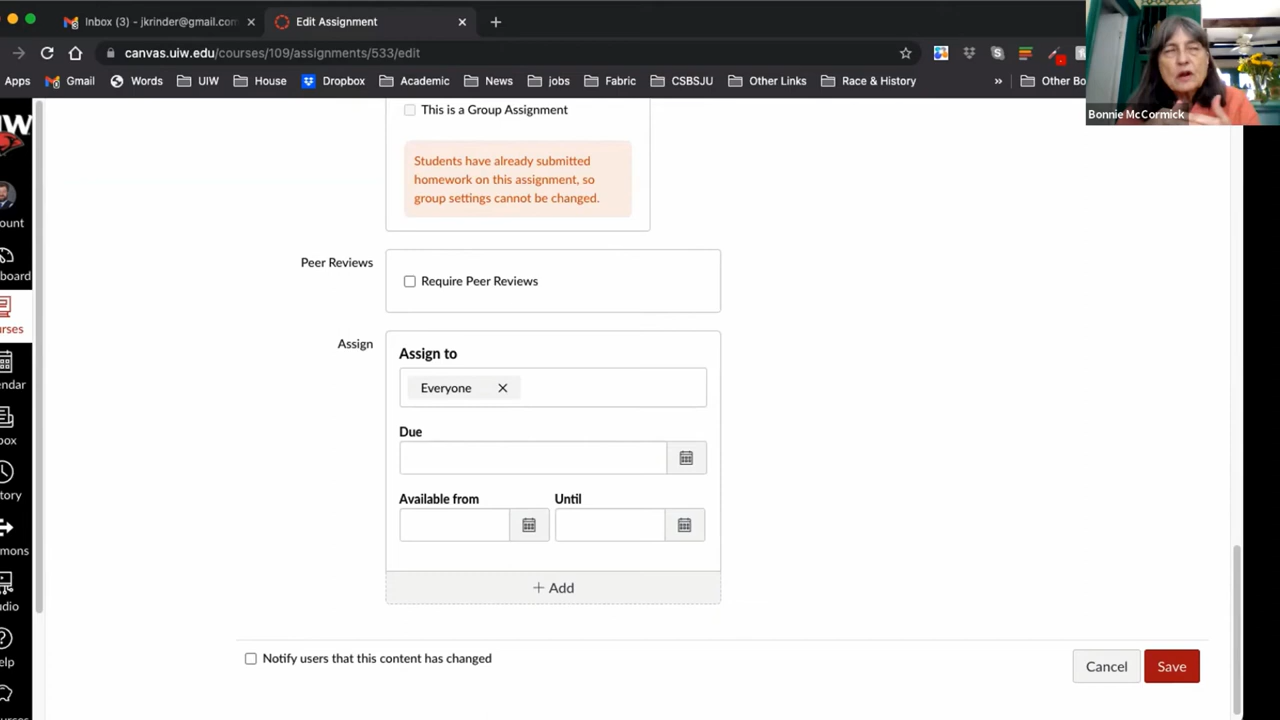 Inbox (3) - jkrinder@gmail.com
Edit Assignment
canvas.uiw.edu/courses/109/assignments/533/edit
Apps
Gmail
Words
UIW
House
Dropbox
Academic
News
Jobs
Fabric
CSBSJU
Other Links
Race & History
»
Other Bo
Bonnie McCormick
W
ount
board
rses
endar
box
tory
mons
udio
elp
ourses
This is a Group Assignment
Students have already submitted
homework on this assignment, so
group settings cannot be changed.
Peer Reviews
Require Peer Reviews
Assign
Assign to
Everyone
Due
Available from
Until
+ Add
Notify users that this content has changed
Cancel
Save